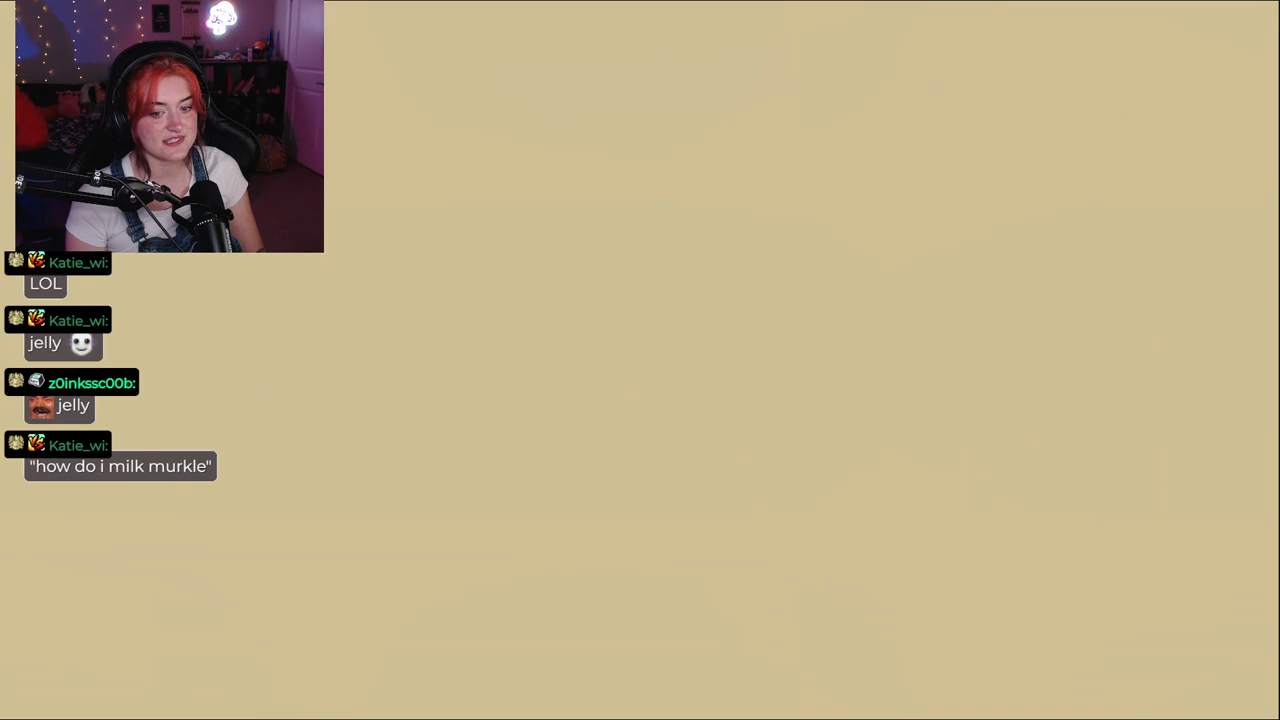 Katie_wi:
LOL
Katie_wi:
jelly
z0inkssc00b:
jelly
Katie_wi:
"how do i milk murkle"